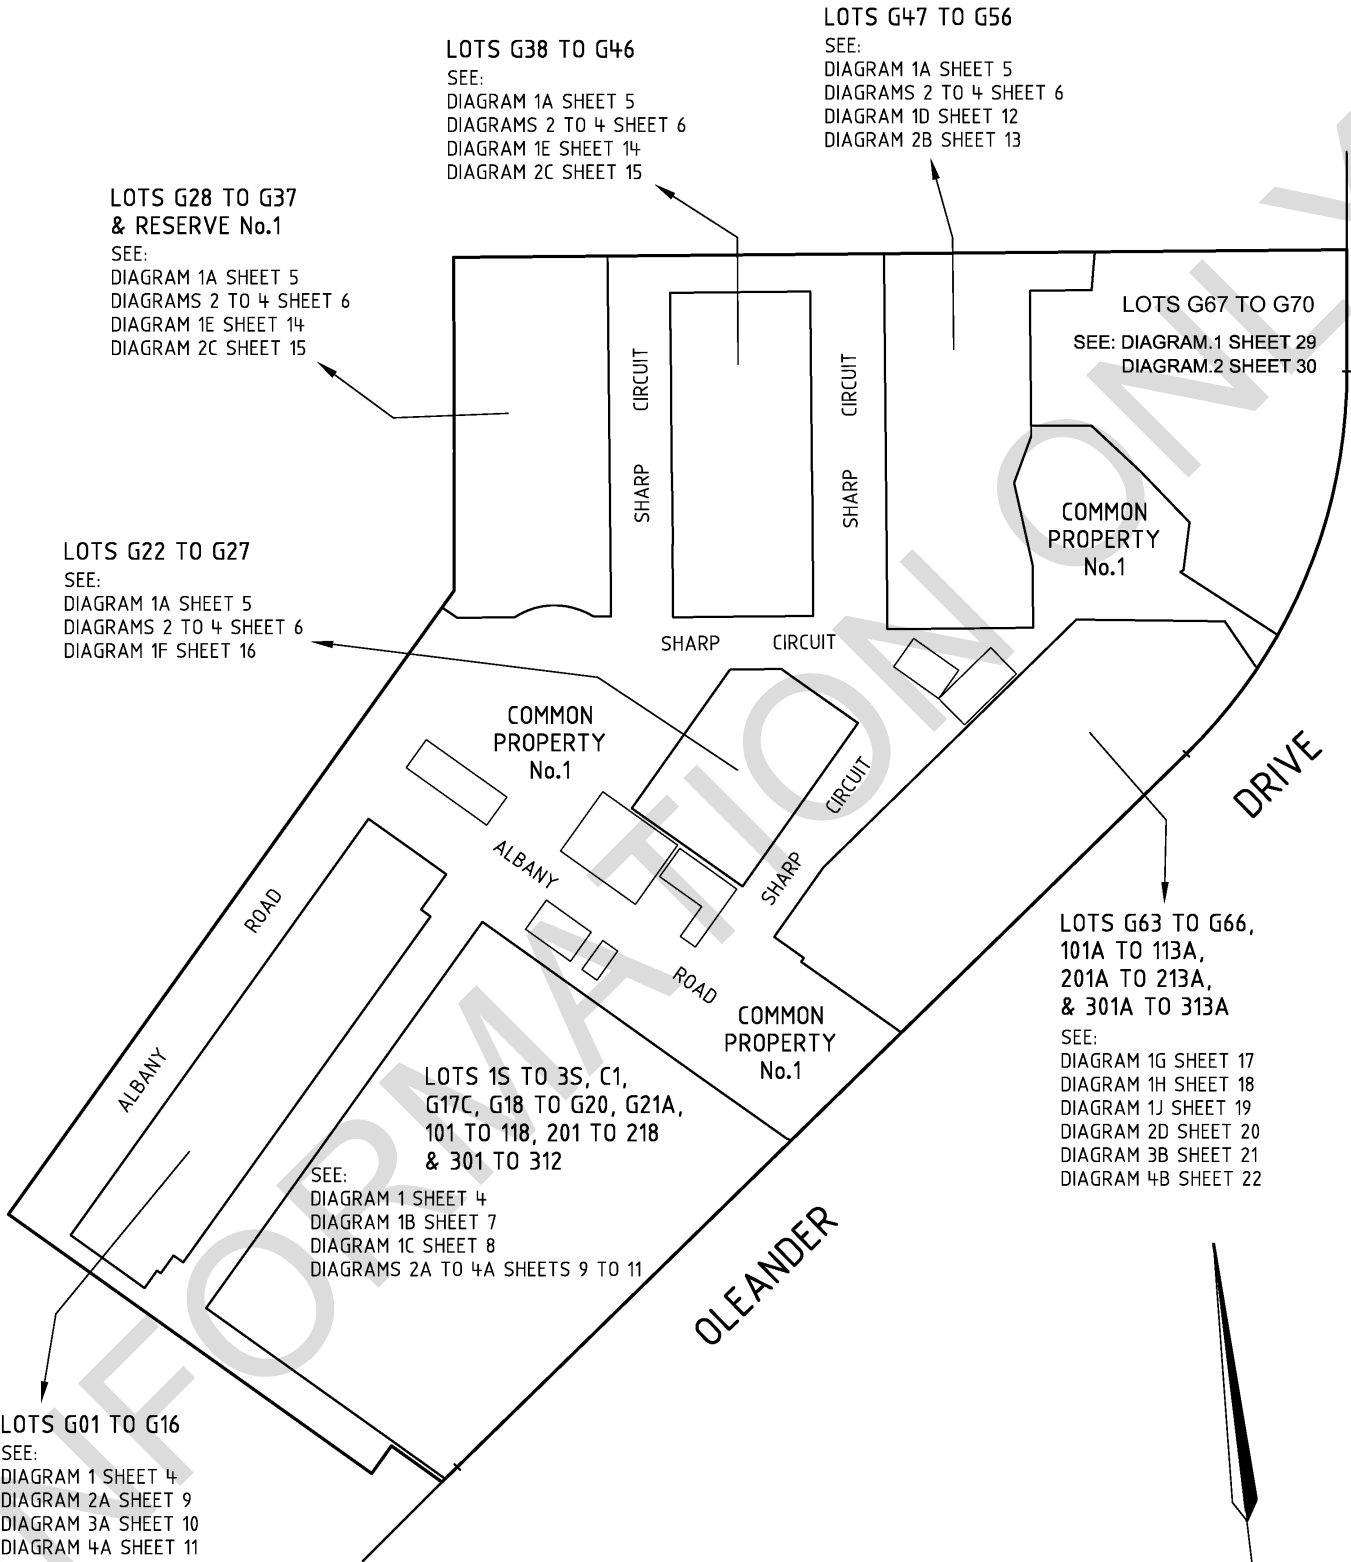 LOTS G47 TO G56
SEE:
DIAGRAM 1A SHEET 5
DIAGRAMS 2 TO 4 SHEET 6
DIAGRAM 1D SHEET 12
DIAGRAM 2B SHEET 13
LOTS G38 TO G46
SEE:
DIAGRAM 1A SHEET 5
DIAGRAMS 2 TO 4 SHEET 6
DIAGRAM 1E SHEET 14
DIAGRAM 2C SHEET 15
LOTS G28 TO G37
& RESERVE No.1
SEE:
DIAGRAM 1A SHEET 5
DIAGRAMS 2 TO 4 SHEET 6
DIAGRAM 1E SHEET 14
DIAGRAM 2C SHEET 15
LOTS G67 TO G70
SEE: DIAGRAM.1 SHEET 29
DIAGRAM.2 SHEET 30
SHARP CIRCUIT
SHARP CIRCUIT
COMMON
PROPERTY
No.1
LOTS G22 TO G27
SEE:
DIAGRAM 1A SHEET 5
DIAGRAMS 2 TO 4 SHEET 6
DIAGRAM 1F SHEET 16
SHARP CIRCUIT
COMMON
PROPERTY
No.1
SHARP CIRCUIT
ALBANY ROAD
ALBANY ROAD
OLEANDER DRIVE
COMMON
PROPERTY
No.1
LOTS G63 TO G66,
101A TO 113A,
201A TO 213A,
& 301A TO 313A
SEE:
DIAGRAM 1G SHEET 17
DIAGRAM 1H SHEET 18
DIAGRAM 1J SHEET 19
DIAGRAM 2D SHEET 20
DIAGRAM 3B SHEET 21
DIAGRAM 4B SHEET 22
LOTS 1S TO 3S, C1,
G17C, G18 TO G20, G21A,
101 TO 118, 201 TO 218
& 301 TO 312
SEE:
DIAGRAM 1 SHEET 4
DIAGRAM 1B SHEET 7
DIAGRAM 1C SHEET 8
DIAGRAMS 2A TO 4A SHEETS 9 TO 11
LOTS G01 TO G16
SEE:
DIAGRAM 1 SHEET 4
DIAGRAM 2A SHEET 9
DIAGRAM 3A SHEET 10
DIAGRAM 4A SHEET 11
INFORMATION ONLY